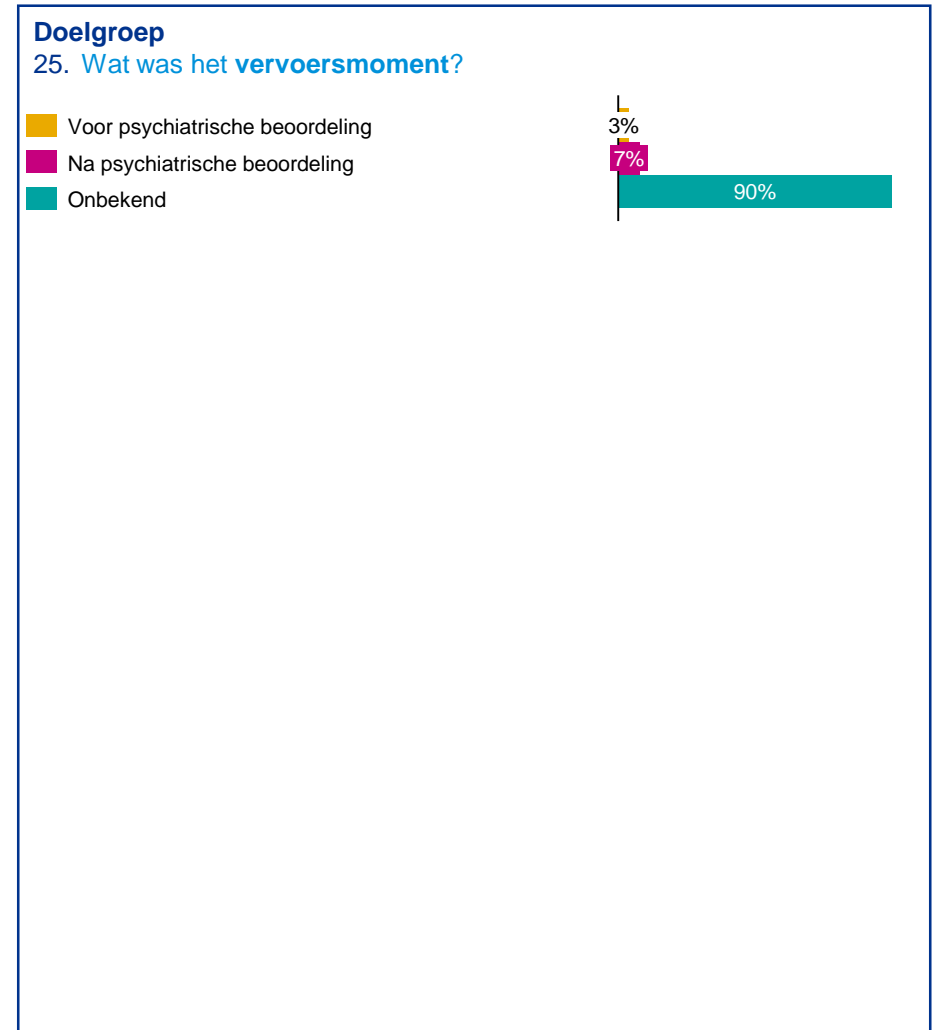 Doelgroep
25. Wat was het vervoersmoment?
Voor psychiatrische beoordeling 3%
Na psychiatrische beoordeling 7%
Onbekend 90%